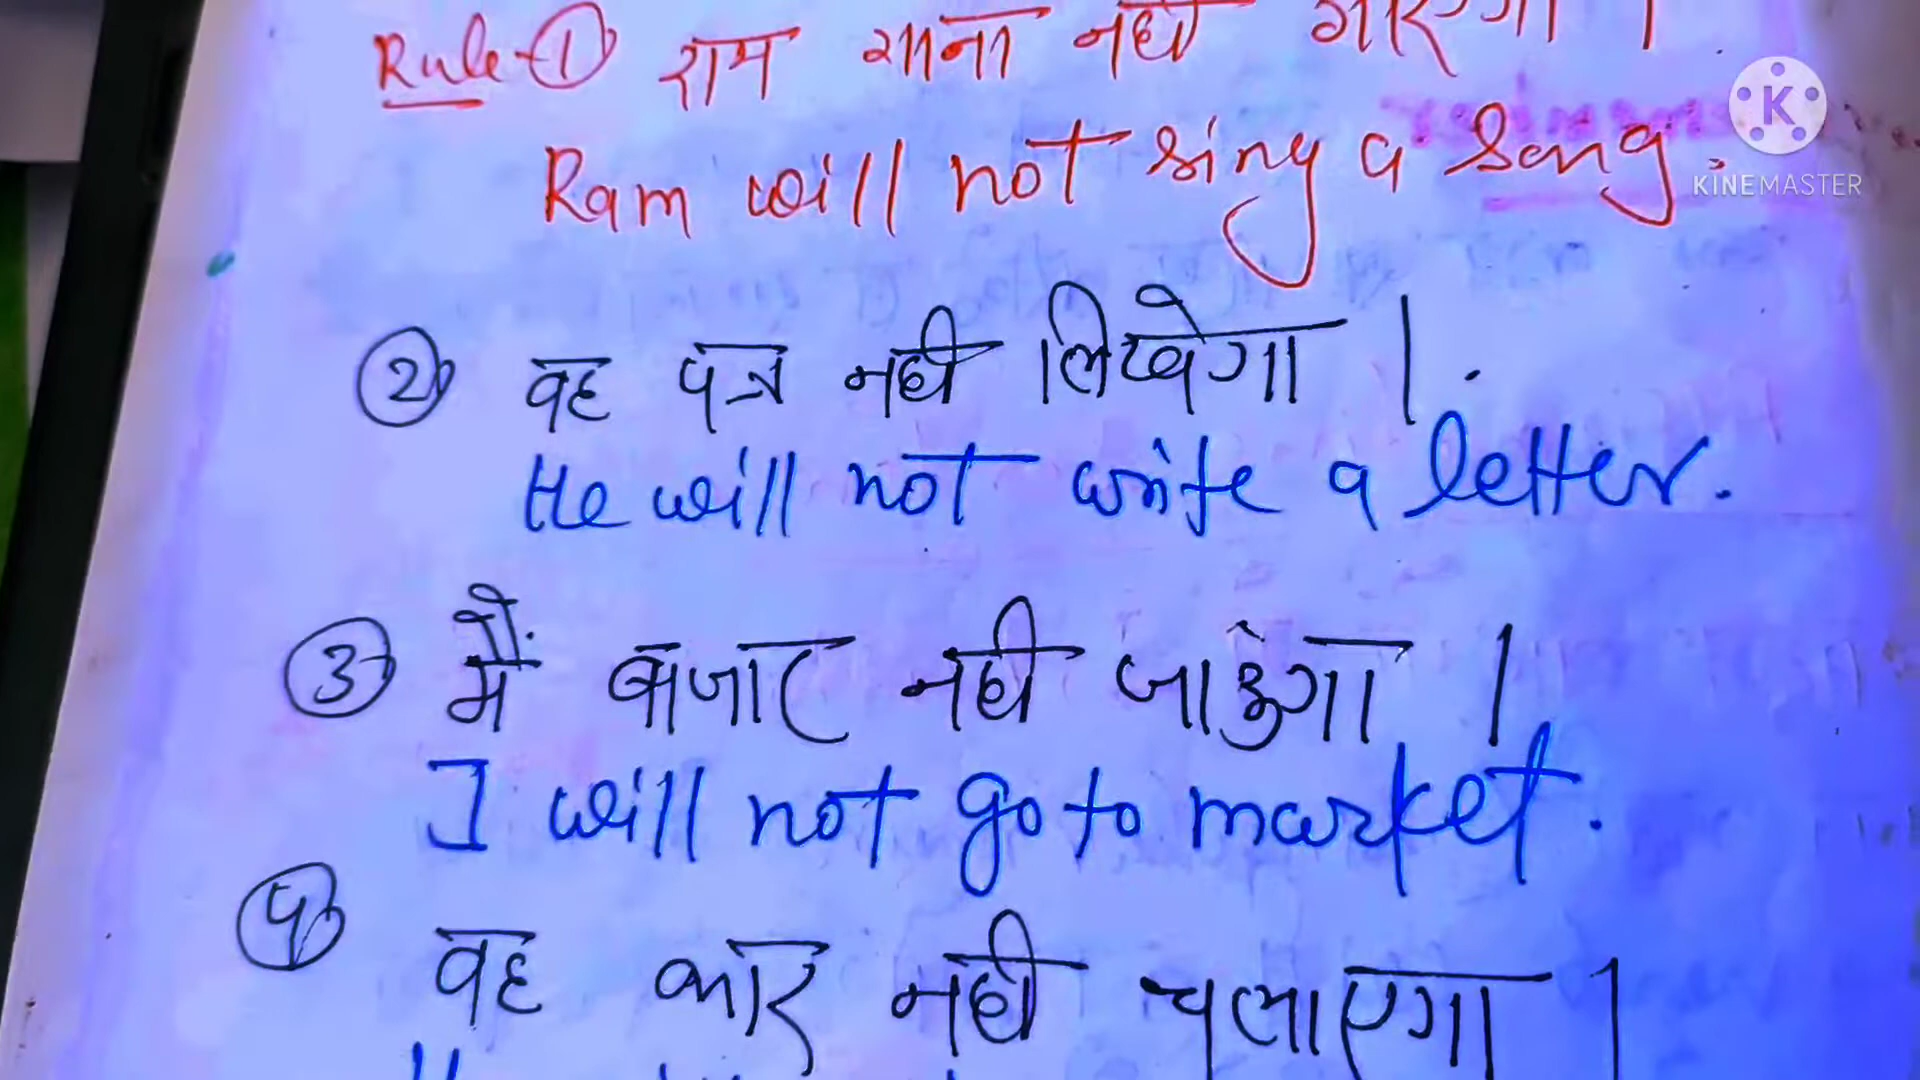 Rule-① राम गाना नही गाएगा ।
Ram will not sing a song.
② वह पत्र नही लिखेगा ।
He will not write a letter.
③ मैं बाजार नही जाउंगा ।
I will not go to market.
④ वह कार नही चलाएगा ।
K
KINEMASTER